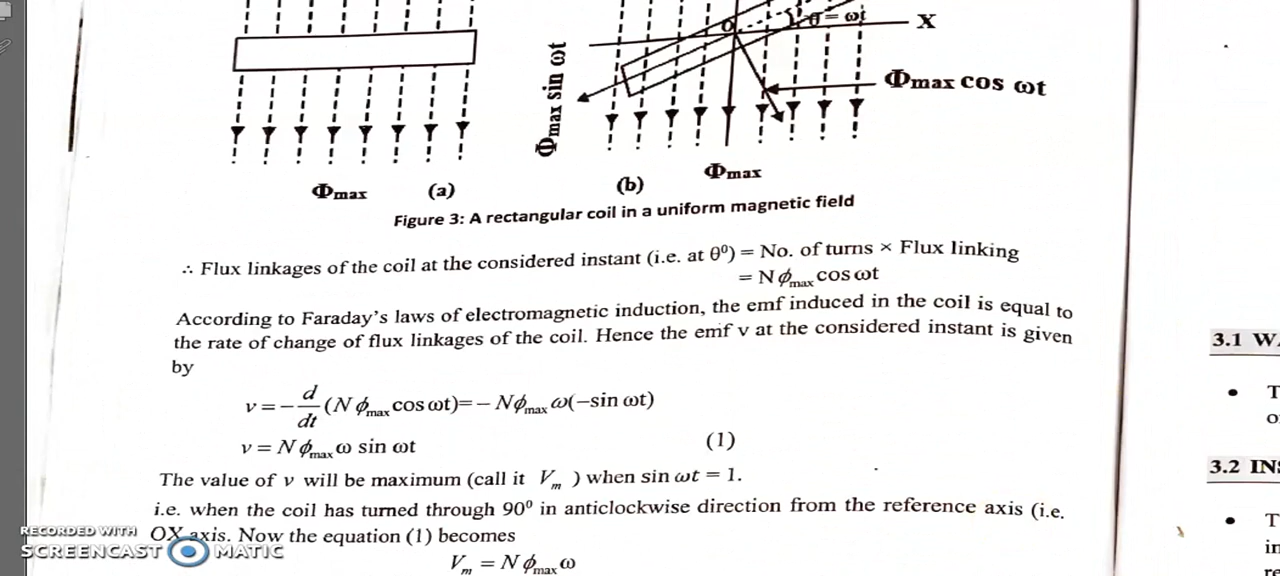 θ = ωt
O
X
Φmax sin ωt
Φmax cos ωt
Φmax
(a)
(b)
Φmax
Figure 3: A rectangular coil in a uniform magnetic field
∴ Flux linkages of the coil at the considered instant (i.e. at θ⁰) = No. of turns × Flux linking
= N ϕmax cos ωt
According to Faraday's laws of electromagnetic induction, the emf induced in the coil is equal to
the rate of change of flux linkages of the coil. Hence the emf v at the considered instant is given
by
v = − d/dt (N ϕmax cos ωt) = − Nϕmax ω(−sin ωt)
v = N ϕmax ω sin ωt (1)
The value of v will be maximum (call it Vm ) when sin ωt = 1.
i.e. when the coil has turned through 90⁰ in anticlockwise direction from the reference axis (i.e.
OX axis. Now the equation (1) becomes
Vm = N ϕmax ω
3.1 W
• T
3.2 IN
• T
in
re
RECORDED WITH
SCREENCAST MATIC